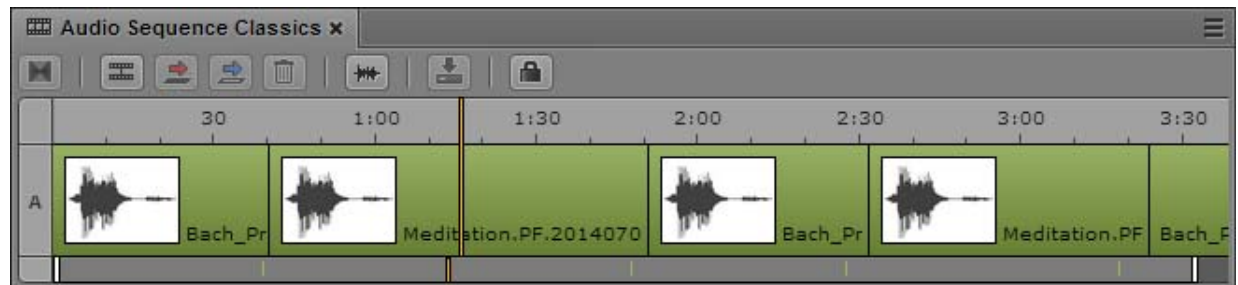 Audio Sequence Classics ×
30 1:00 1:30 2:00 2:30 3:00 3:30
A
Bach_Pr Meditation.PF.2014070 Bach_Pr Meditation.PF Bach_P